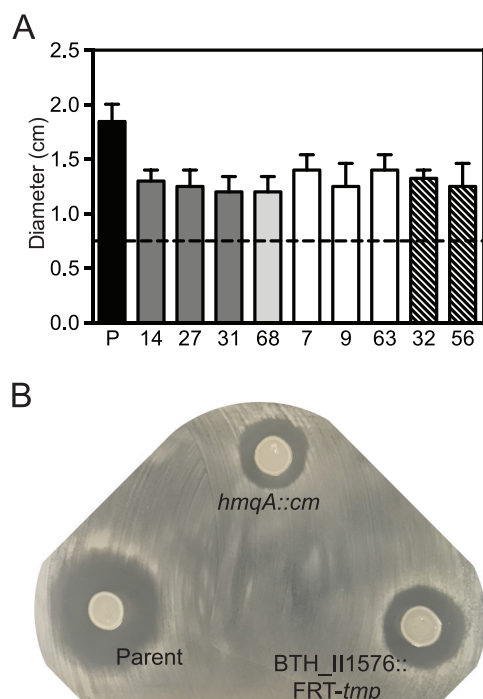 A
Diameter (cm)
2.5
2.0
1.5
1.0
0.5
0.0
P 14 27 31 68 7 9 63 32 56
B
hmqA::cm
Parent
BTH_II1576::
FRT-tmp